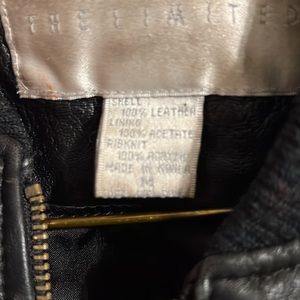 THE LIMITED
SHELL
100% LEATHER
LINING
100% ACETATE
RIBKNIT
100% ACRYLIC
MADE IN KOREA
M